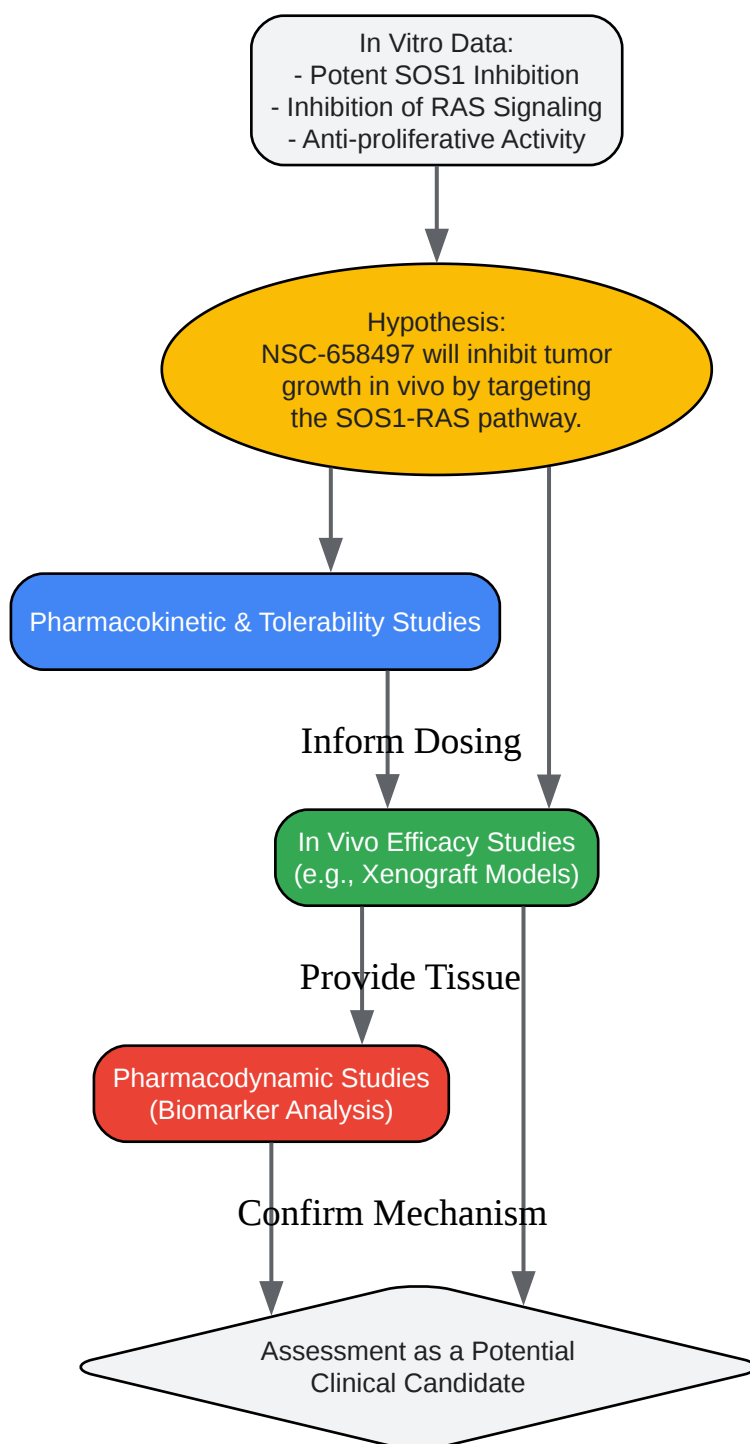 In Vitro Data:
- Potent SOS1 Inhibition
- Inhibition of RAS Signaling
- Anti-proliferative Activity
Hypothesis:
NSC-658497 will inhibit tumor
growth in vivo by targeting
the SOS1-RAS pathway.
Pharmacokinetic & Tolerability Studies
Inform Dosing
In Vivo Efficacy Studies
(e.g., Xenograft Models)
Provide Tissue
Pharmacodynamic Studies
(Biomarker Analysis)
Confirm Mechanism
Assessment as a Potential
Clinical Candidate